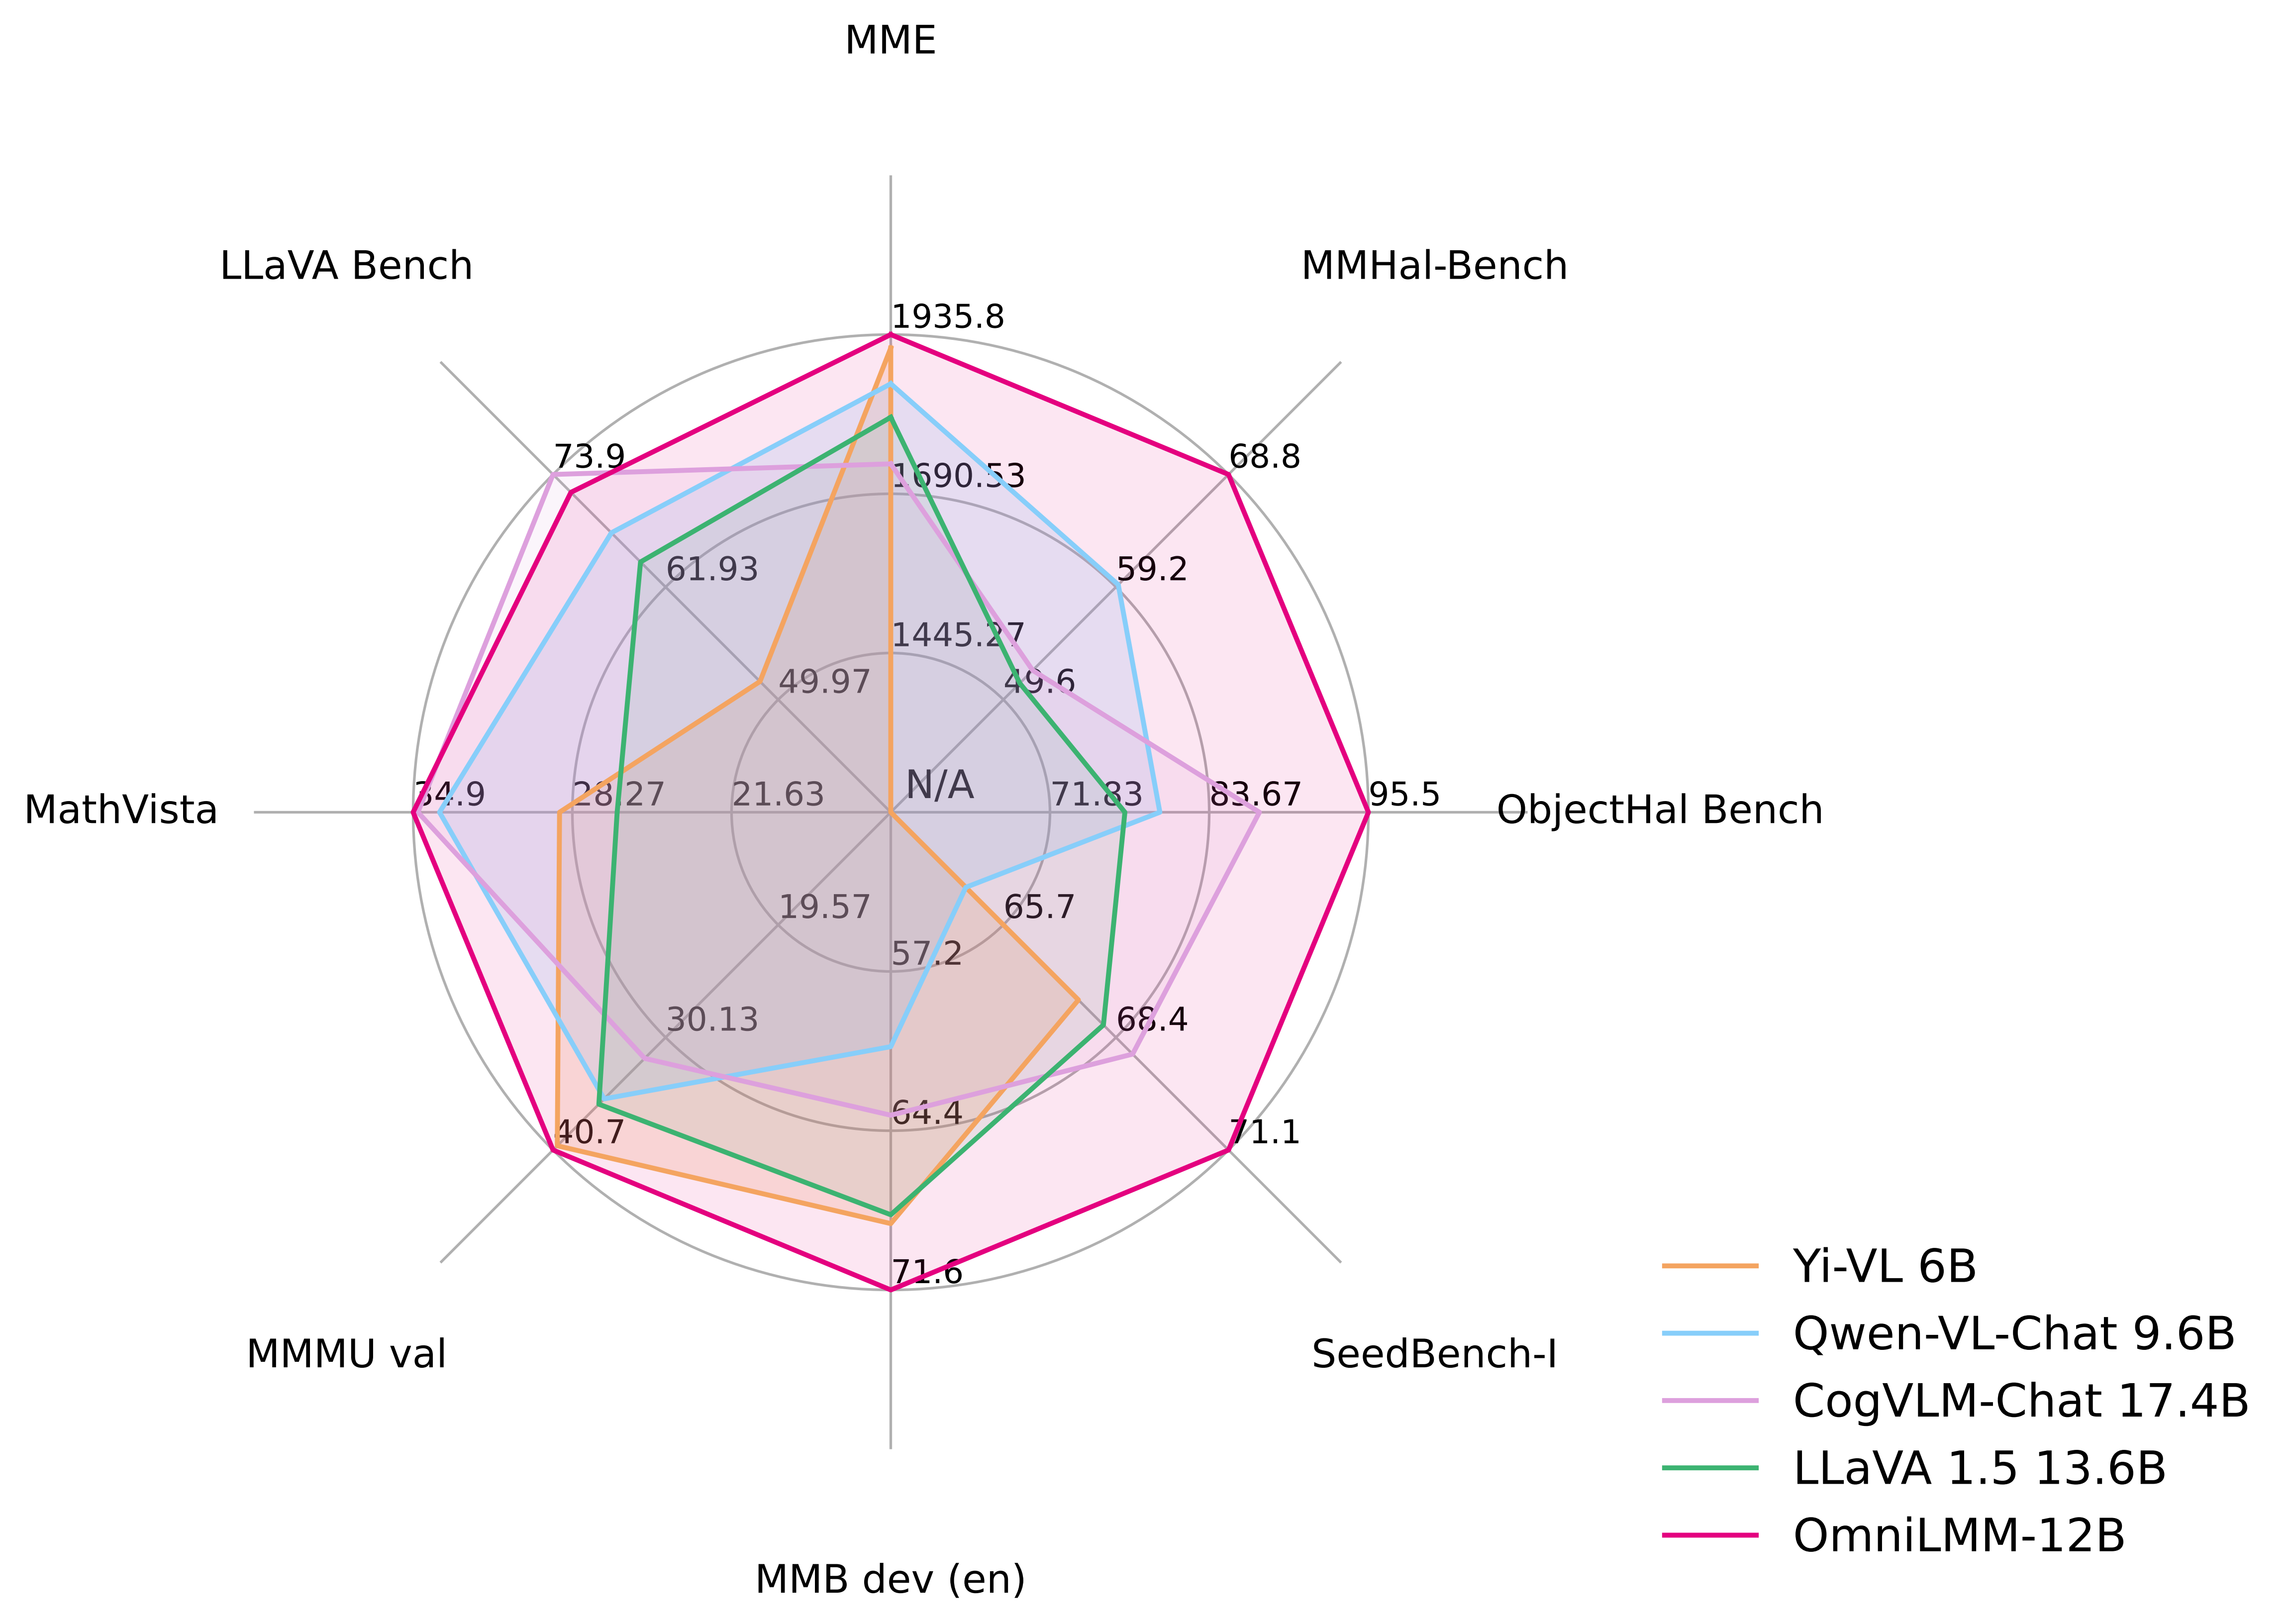 MME
LLaVA Bench
MMHal-Bench
1935.8
73.9
68.8
1690.53
61.93
59.2
1445.27
49.97
49.6
N/A
MathVista
34.9
28.27
21.63
71.83
83.67
95.5
ObjectHal Bench
19.57
65.7
57.2
30.13
68.4
64.4
40.7
71.1
71.6
MMMU val
SeedBench-I
MMB dev (en)
Yi-VL 6B
Qwen-VL-Chat 9.6B
CogVLM-Chat 17.4B
LLaVA 1.5 13.6B
OmniLMM-12B